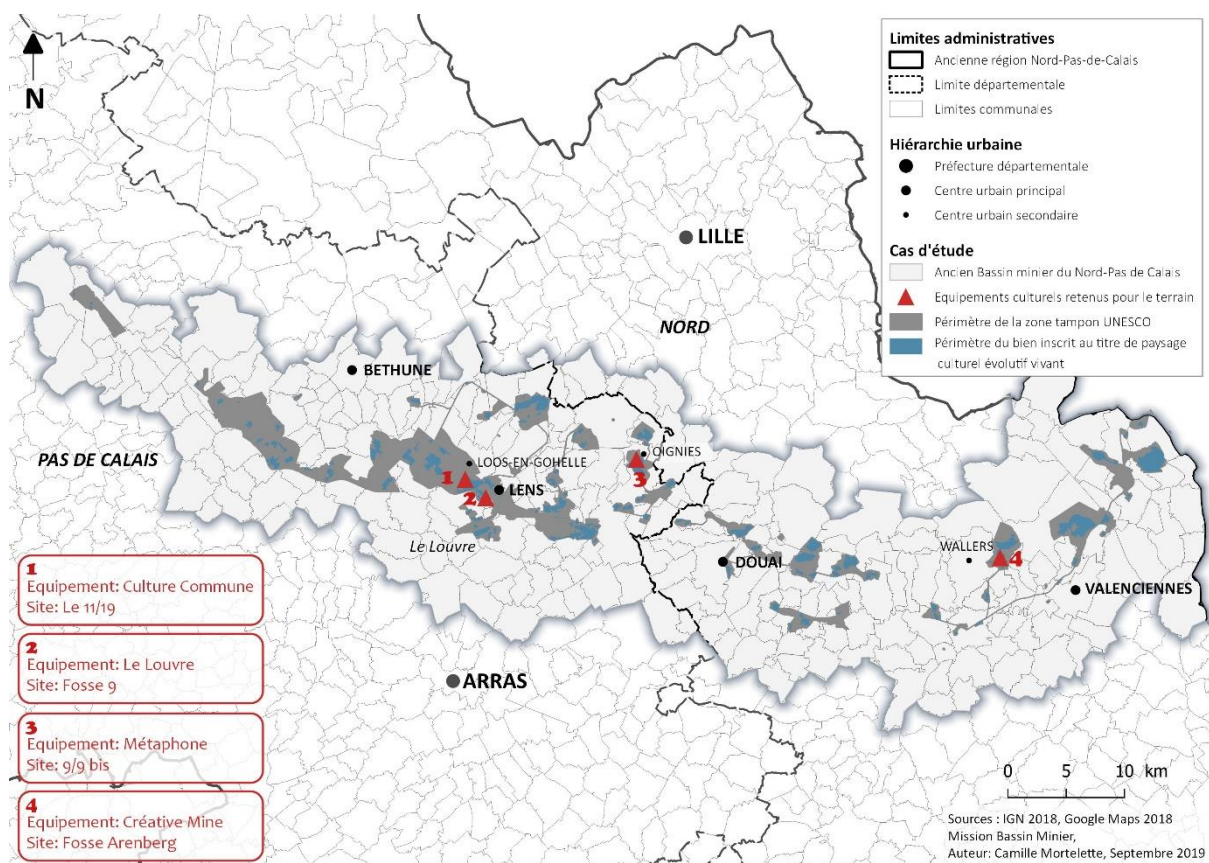 N
Limites administratives
Ancienne région Nord-Pas-de-Calais
Limite départementale
Limites communales
Hiérarchie urbaine
Préfecture départementale
Centre urbain principal
Centre urbain secondaire
Cas d'étude
Ancien Bassin minier du Nord-Pas de Calais
Equipements culturels retenus pour le terrain
Périmètre de la zone tampon UNESCO
Périmètre du bien inscrit au titre de paysage
culturel évolutif vivant
LILLE
NORD
BETHUNE
PAS DE CALAIS
LOOS-EN-GOHELLE
OIGNIES
1
LENS
2
3
Le Louvre
DOUAI
WALLERS
4
VALENCIENNES
ARRAS
1
Equipement: Culture Commune
Site: Le 11/19
2
Equipement: Le Louvre
Site: Fosse 9
3
Equipement: Métaphone
Site: 9/9 bis
4
Equipement: Créative Mine
Site: Fosse Arenberg
0 5 10 km
Sources : IGN 2018, Google Maps 2018
Mission Bassin Minier,
Auteur: Camille Mortelette, Septembre 2019